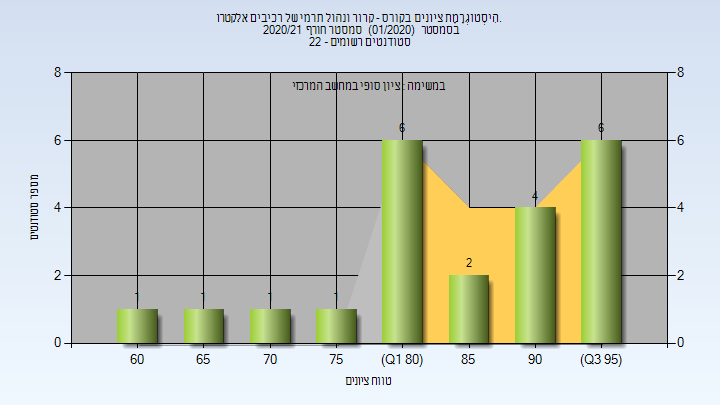 היסטוגרמת ציונים בקורס - קרור ונהול תרמי של רכיבים אלקטרו.
בסמסטר (01/2020) סמסטר חורף 2020/21
סטודנטים רשומים - 22
במשימה : ציון סופי במחשב המרכזי
8 8
6 6
4 4
2 2
0 0
1 1 1 1 6 2 4 6
60 65 70 75 (Q1 80) 85 90 (Q3 95)
מספר סטודנטים
טווח ציונים